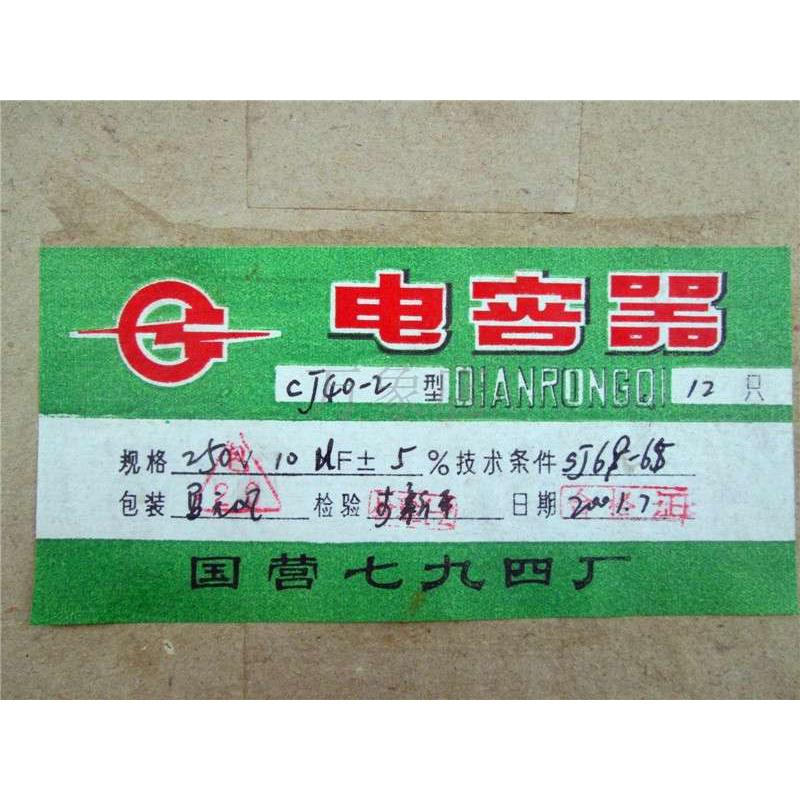 电容器
CJ40-2 型 DIANRONGQI 12 只
规格 250V 10 μF± 5 %技术条件 SJ68-65
包装 检验 日期 2001.7
国营七九四厂